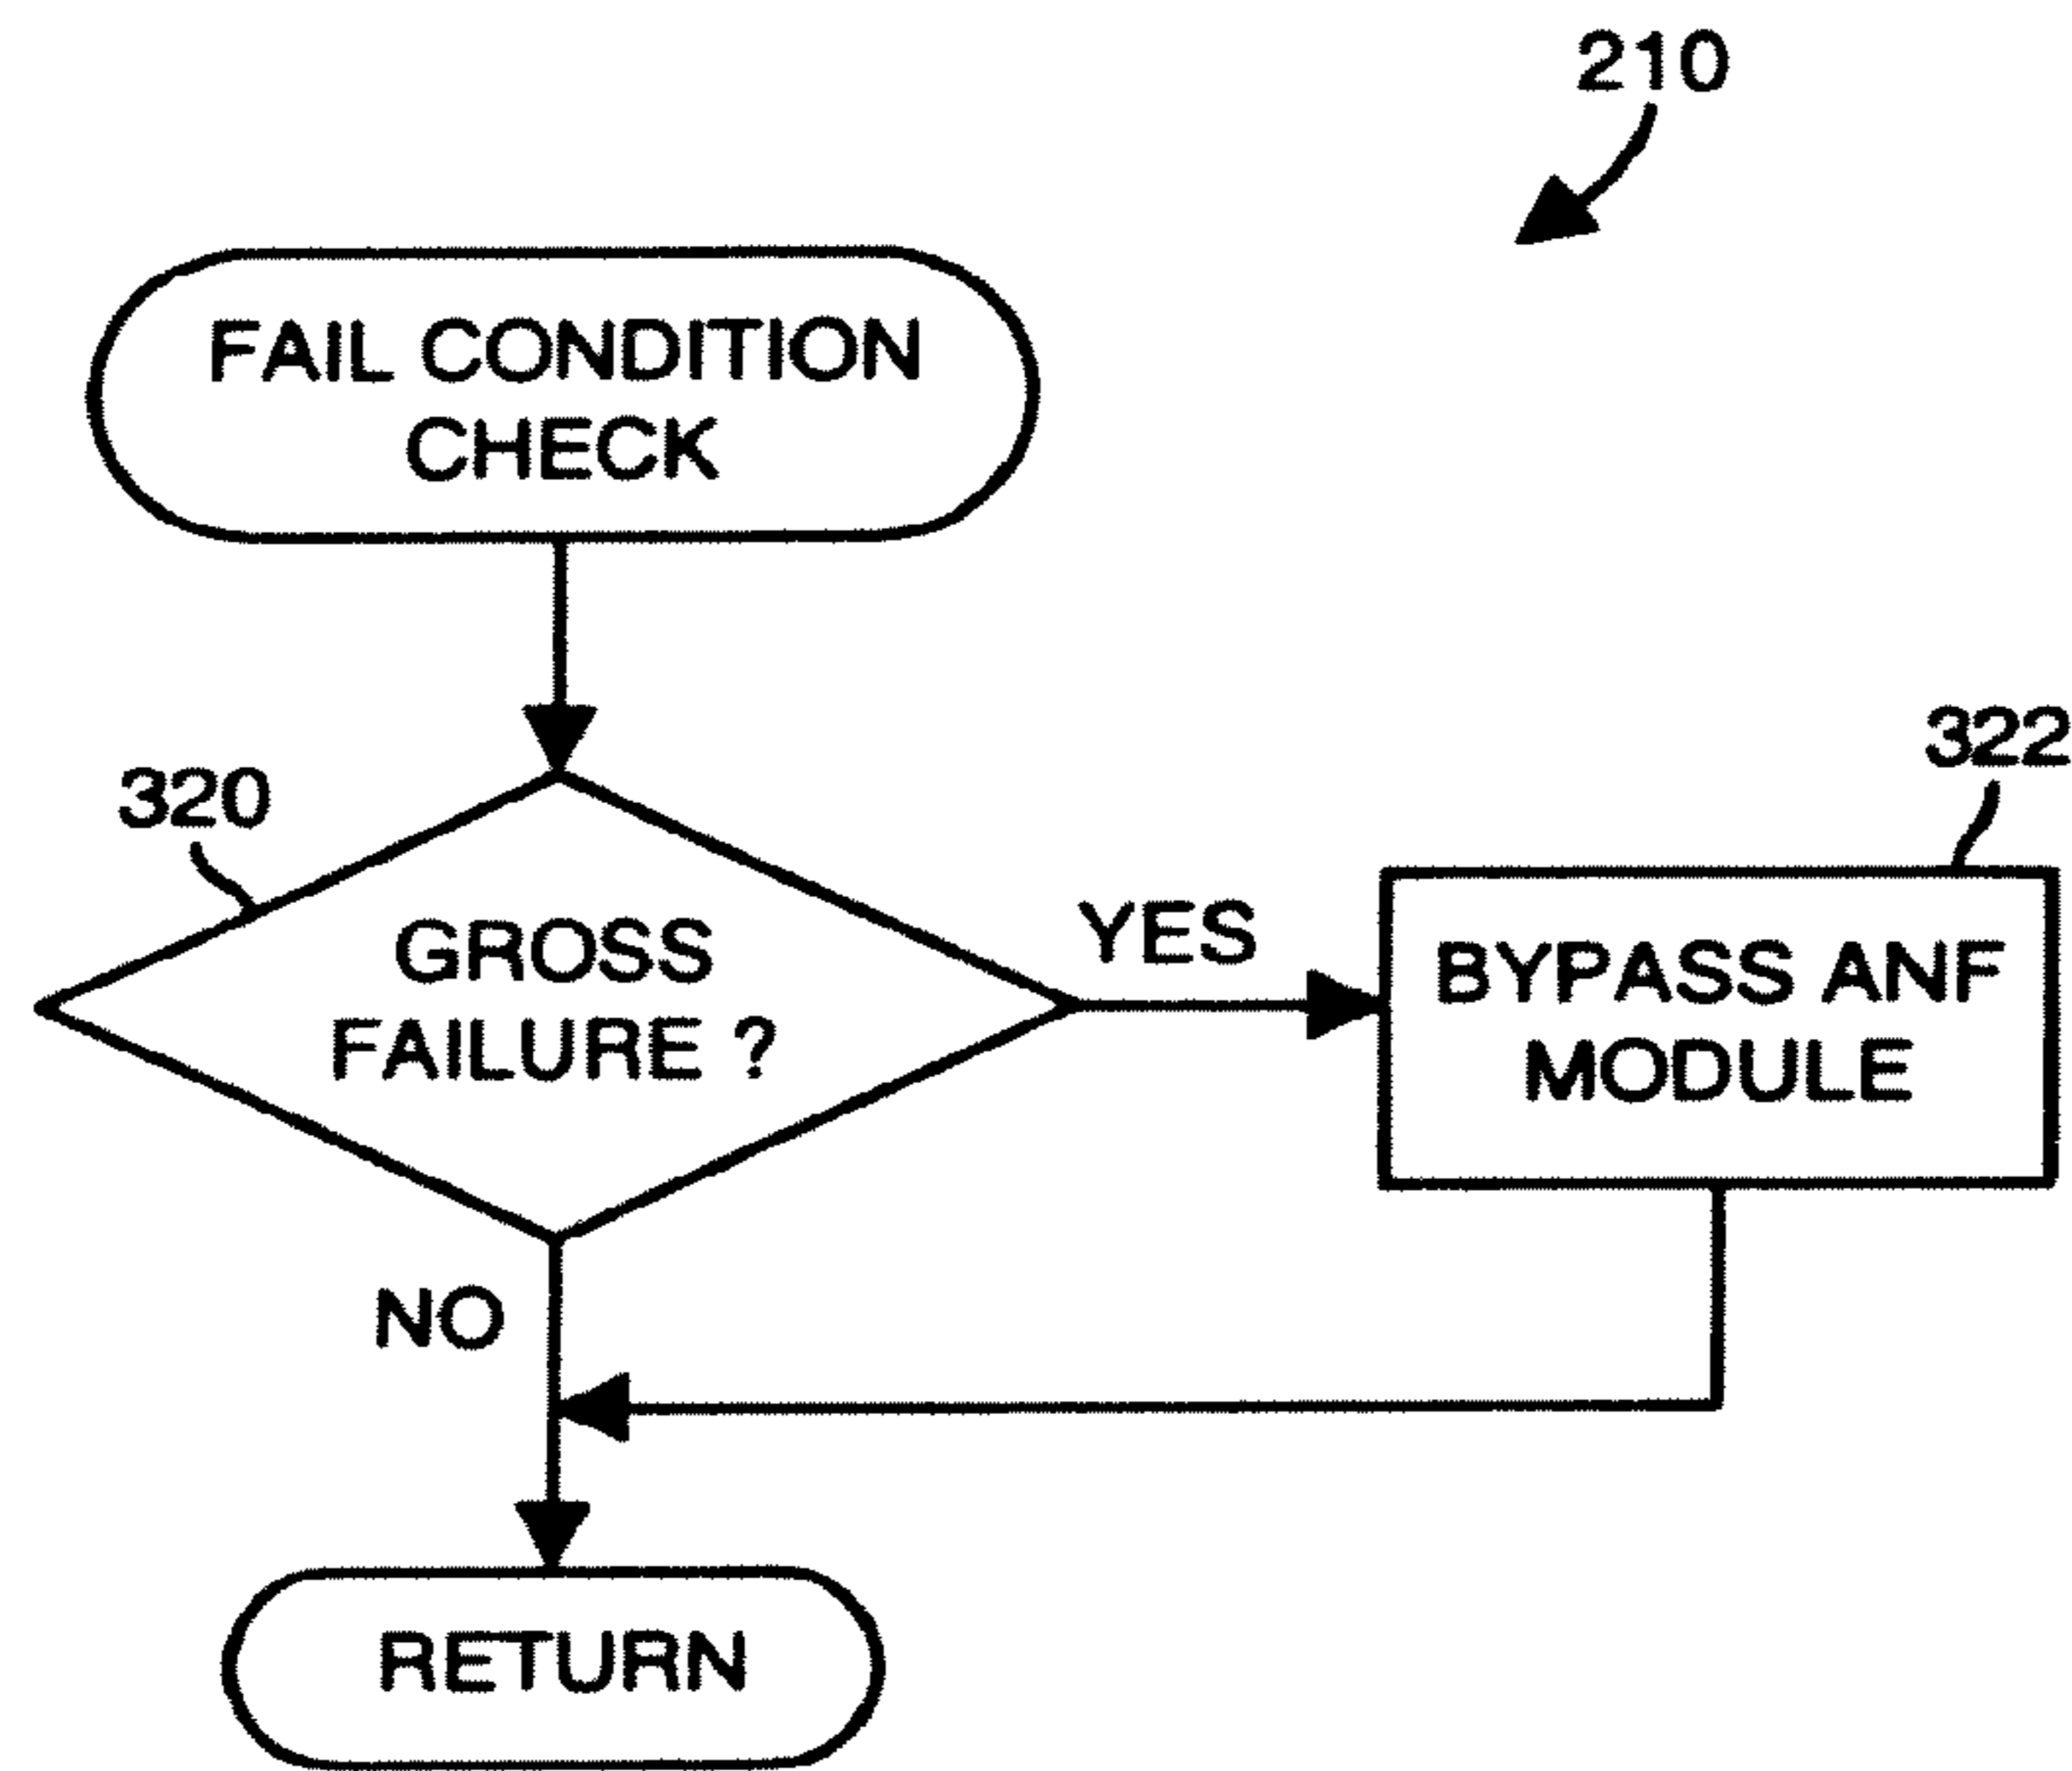 210
FAIL CONDITION
CHECK
320
GROSS
FAILURE ?
YES
322
BYPASS ANF
MODULE
NO
RETURN